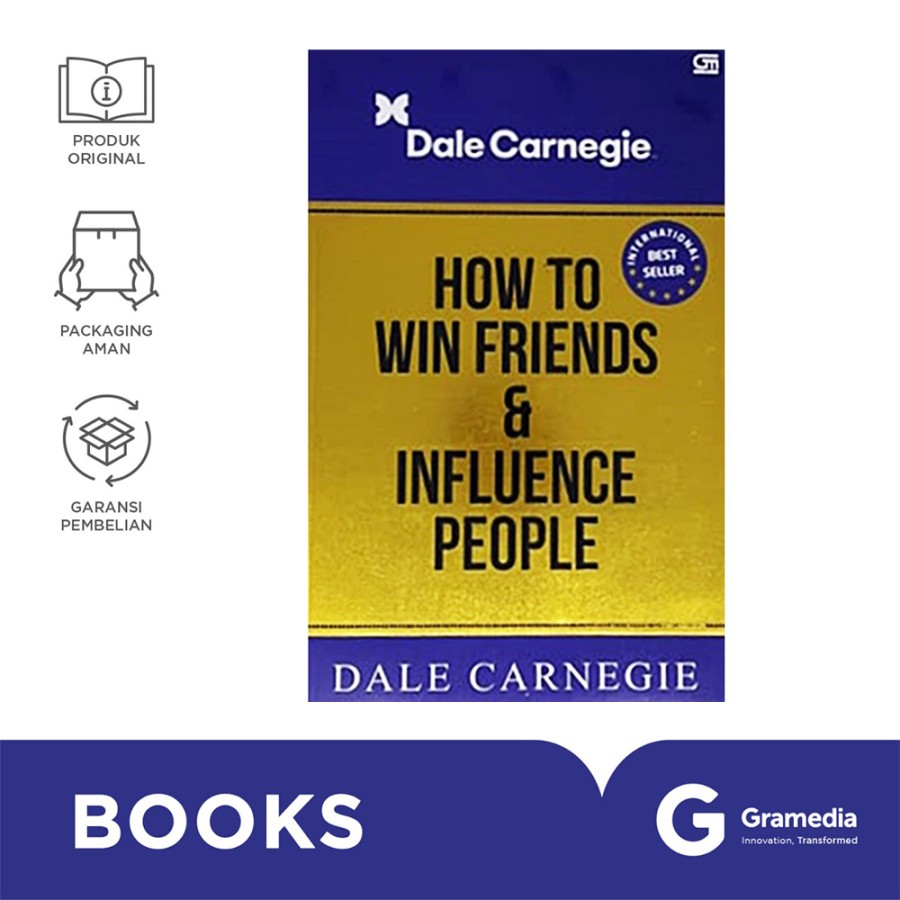 PRODUK
ORIGINAL
PACKAGING
AMAN
GARANSI
PEMBELIAN
GM
Dale Carnegie
INTERNATIONAL
BEST
SELLER
HOW TO
WIN FRIENDS
&
INFLUENCE
PEOPLE
DALE CARNEGIE
BOOKS
G
Gramedia
Innovation, Transformed